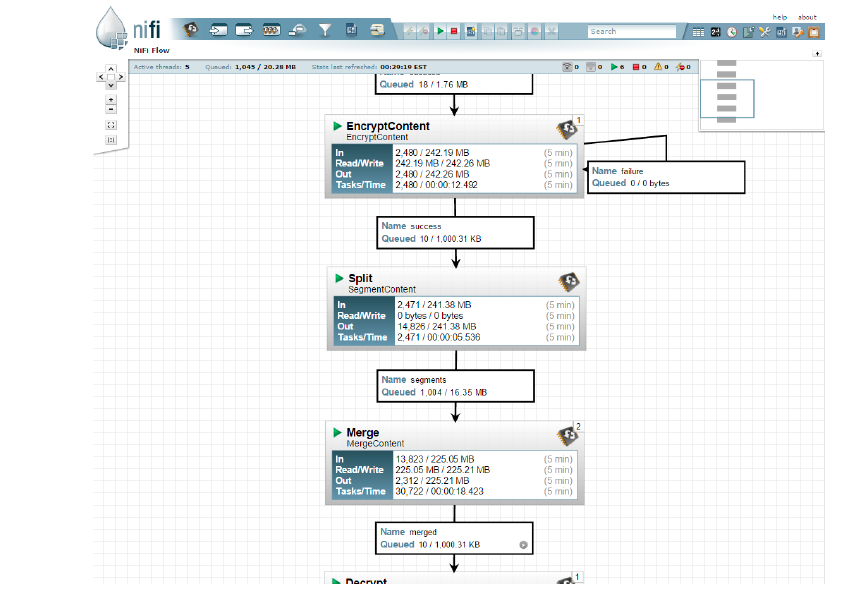 help about
nifi
Search
NiFi Flow
Active threads: 5 Queued: 1,045 / 20.28 MB Stats last refreshed: 00:29:19 EST 0 0 6 0 0 0
Queued 18 / 1.76 MB
EncryptContent 1
EncryptContent
In 2,480 / 242.19 MB (5 min)
Read/Write 242.19 MB / 242.26 MB (5 min)
Out 2,480 / 242.26 MB (5 min)
Tasks/Time 2,480 / 00:00:12.492 (5 min)
Name failure
Queued 0 / 0 bytes
Name success
Queued 10 / 1,000.31 KB
Split
SegmentContent
In 2,471 / 241.38 MB (5 min)
Read/Write 0 bytes / 0 bytes (5 min)
Out 14,826 / 241.38 MB (5 min)
Tasks/Time 2,471 / 00:00:05.536 (5 min)
Name segments
Queued 1,004 / 16.35 MB
Merge 2
MergeContent
In 13,823 / 225.05 MB (5 min)
Read/Write 225.05 MB / 225.21 MB (5 min)
Out 2,312 / 225.21 MB (5 min)
Tasks/Time 30,722 / 00:00:18.423 (5 min)
Name merged
Queued 10 / 1,000.31 KB
Decrypt 1